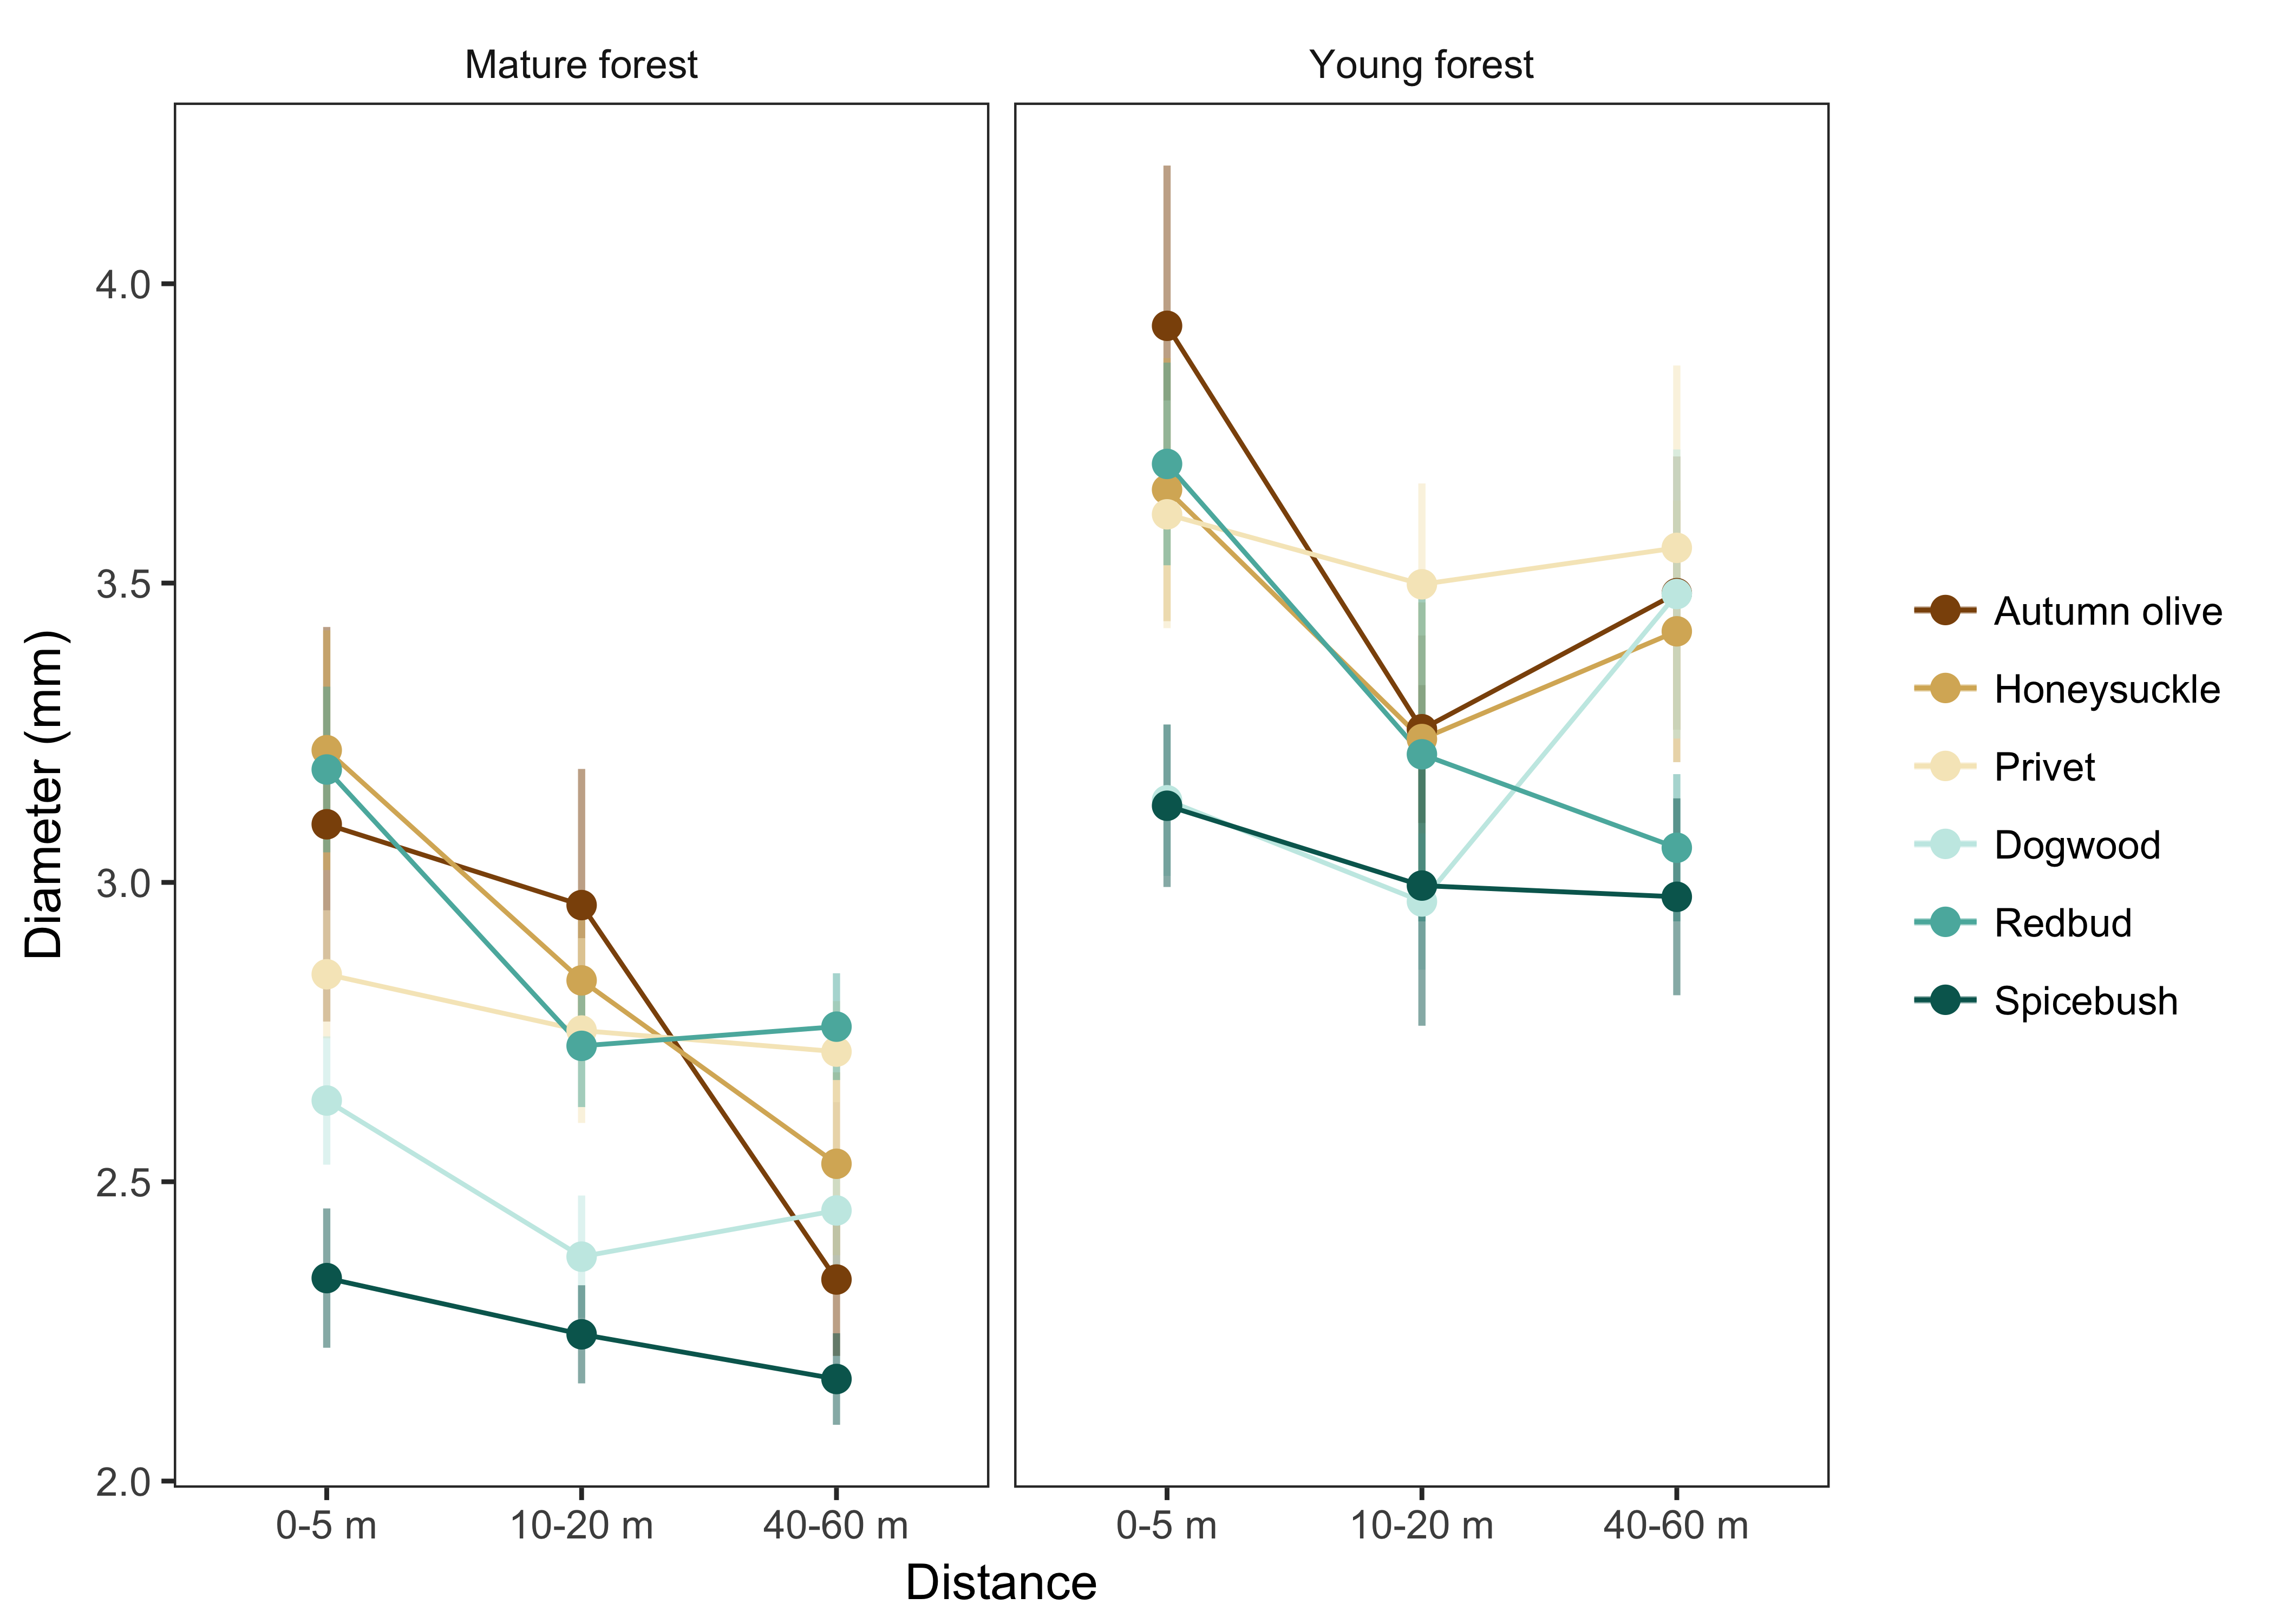 Mature forest
Young forest
Diameter (mm)
4.0
3.5
3.0
2.5
2.0
0-5 m
10-20 m
40-60 m
0-5 m
10-20 m
40-60 m
Distance
Autumn olive
Honeysuckle
Privet
Dogwood
Redbud
Spicebush